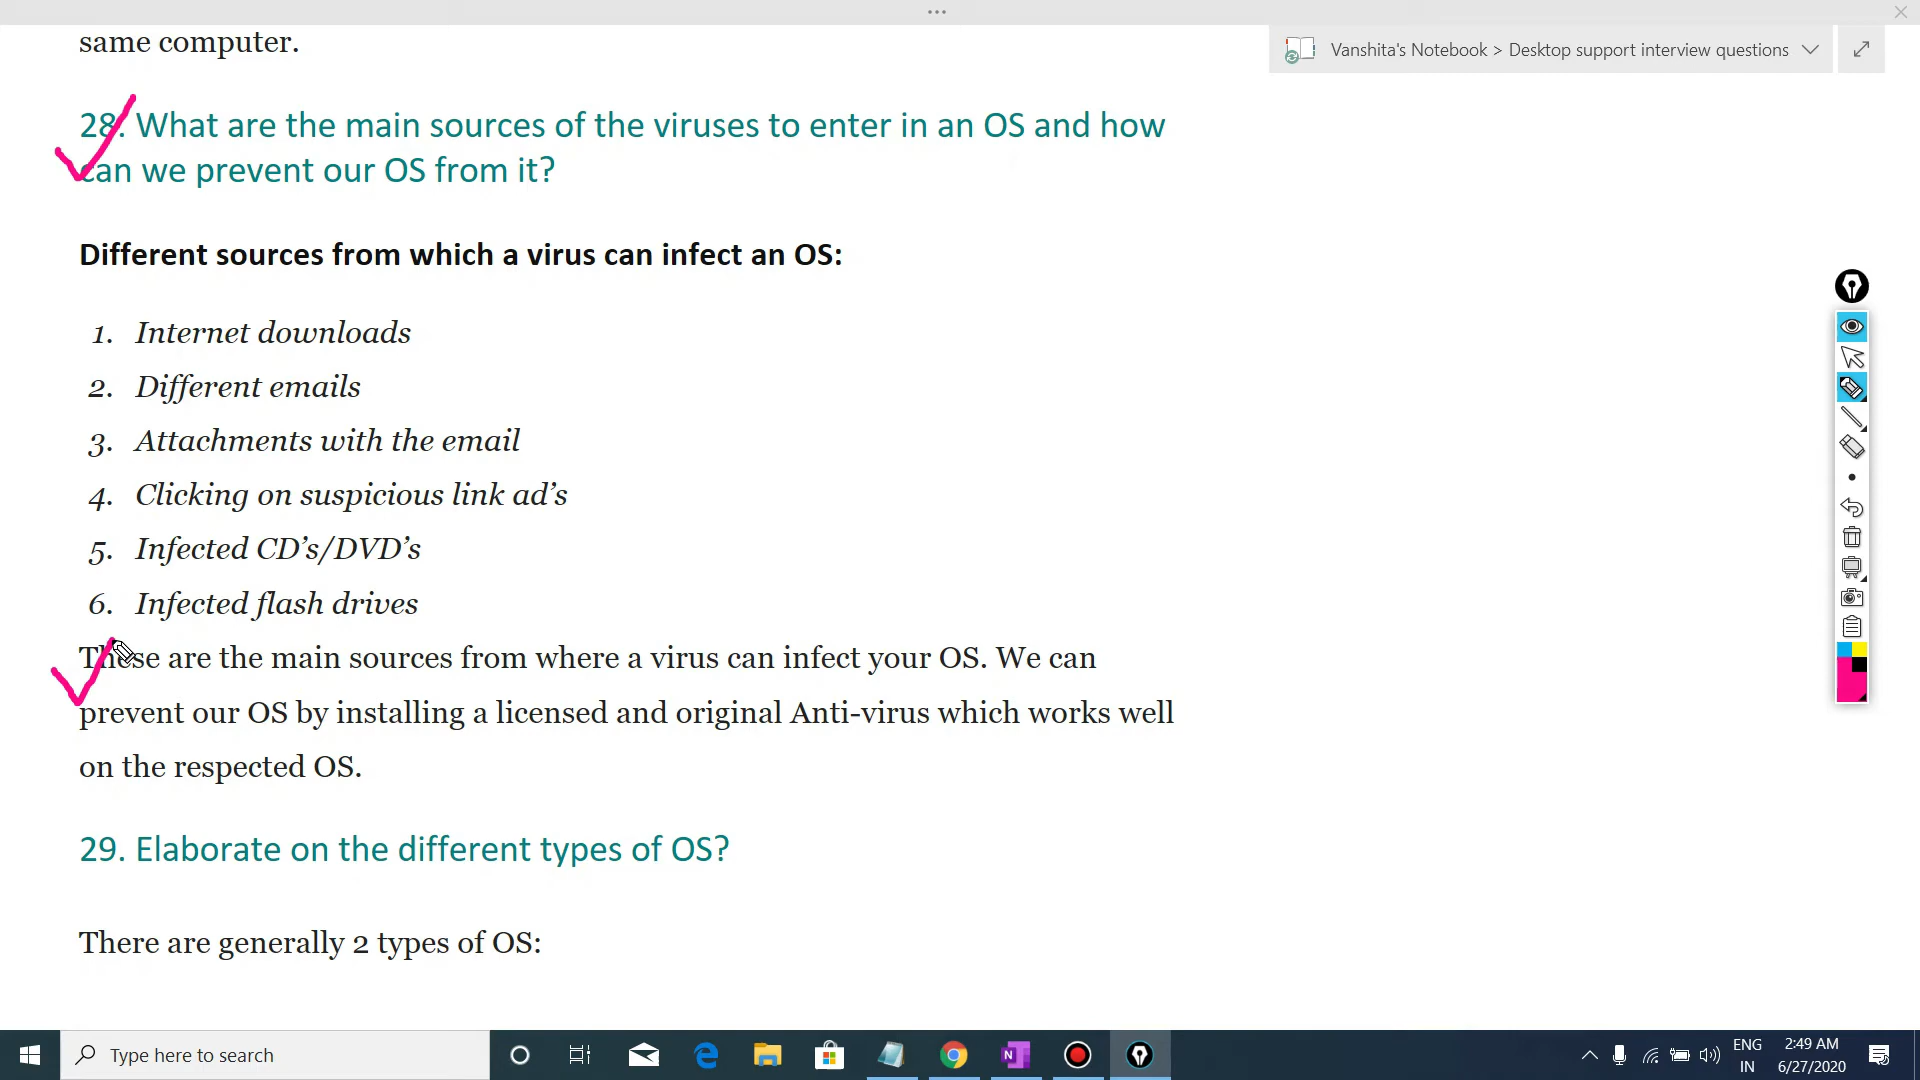 same computer.
Vanshita's Notebook > Desktop support interview questions
28. What are the main sources of the viruses to enter in an OS and how
can we prevent our OS from it?
Different sources from which a virus can infect an OS:
1. Internet downloads
2. Different emails
3. Attachments with the email
4. Clicking on suspicious link ad’s
5. Infected CD’s/DVD’s
6. Infected flash drives
These are the main sources from where a virus can infect your OS. We can
prevent our OS by installing a licensed and original Anti-virus which works well
on the respected OS.
29. Elaborate on the different types of OS?
There are generally 2 types of OS:
Type here to search
N
ENG
IN
2:49 AM
6/27/2020